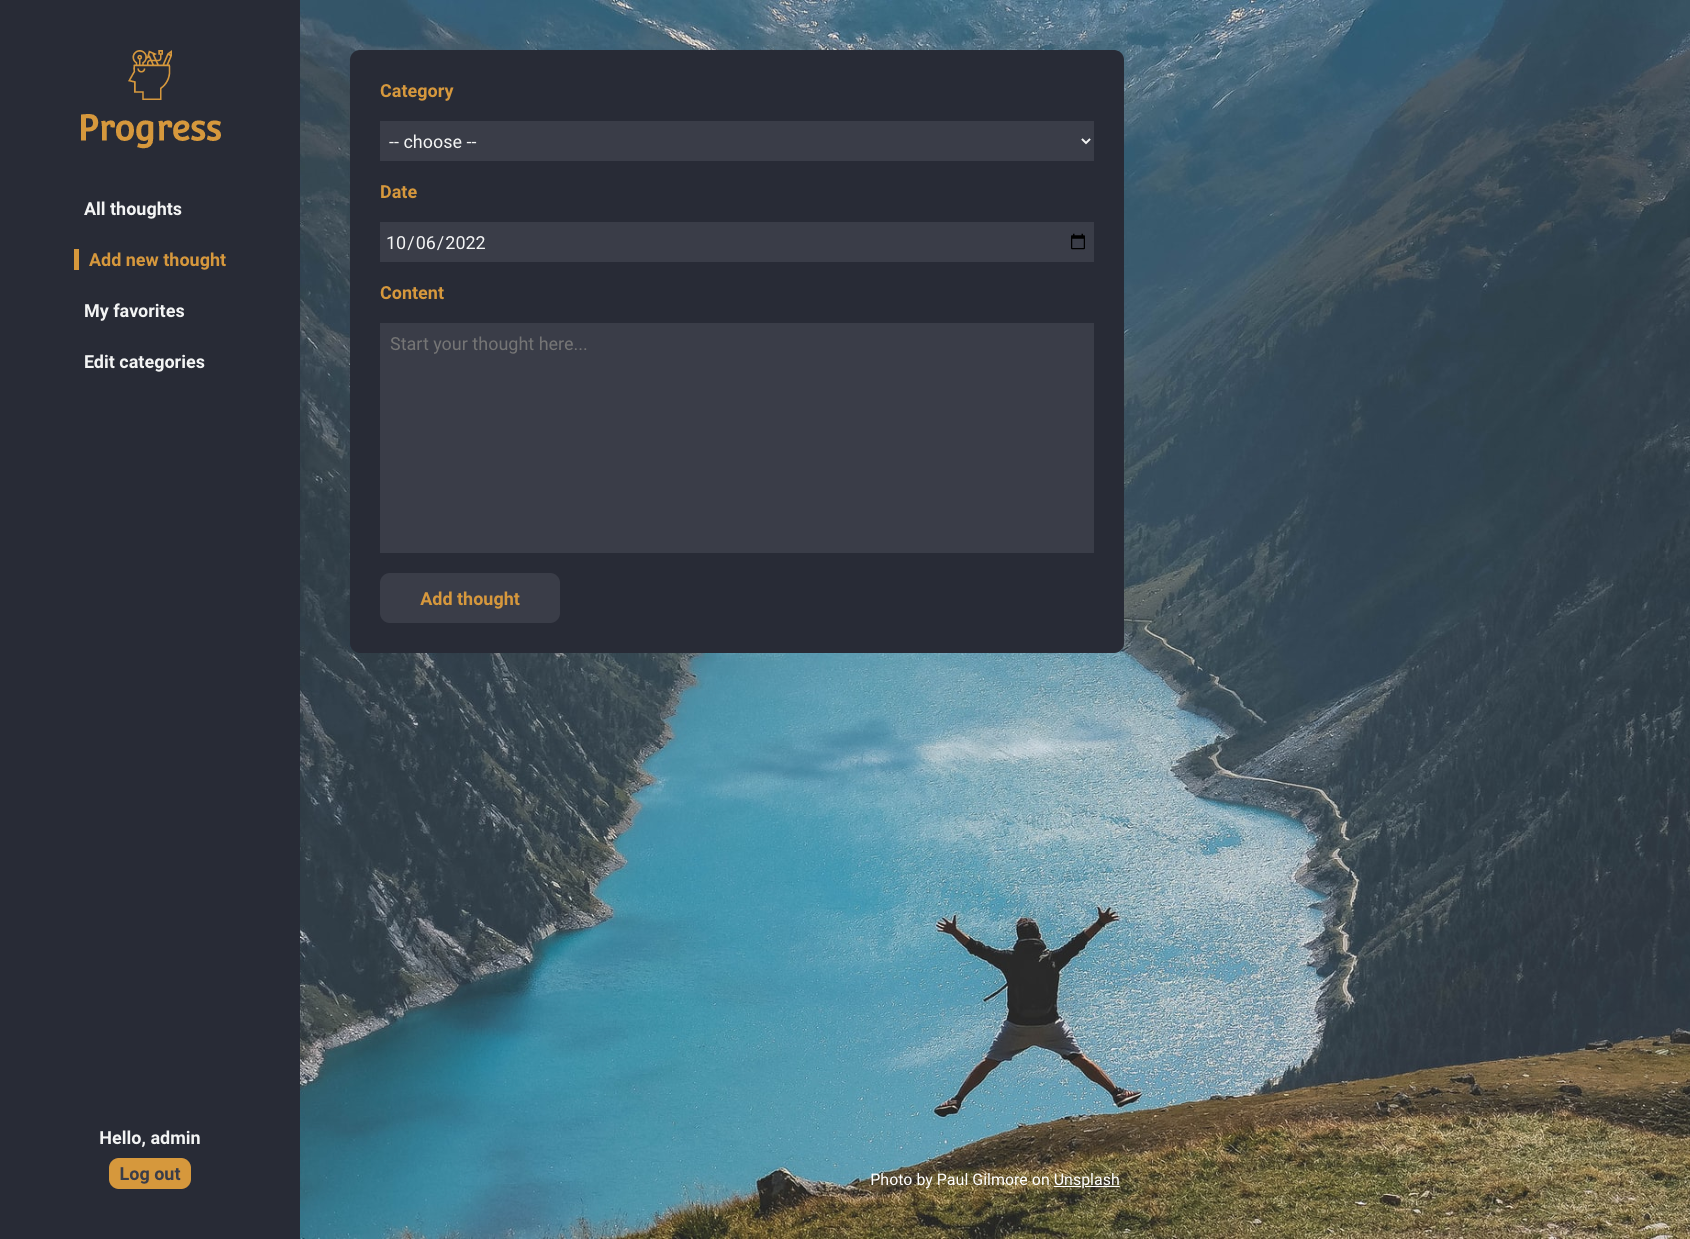 Progress
All thoughts
Add new thought
My favorites
Edit categories
Hello, admin
Log out
Category
-- choose --
Date
10/06/2022
Content
Start your thought here...
Add thought
Photo by Paul Gilmore on Unsplash